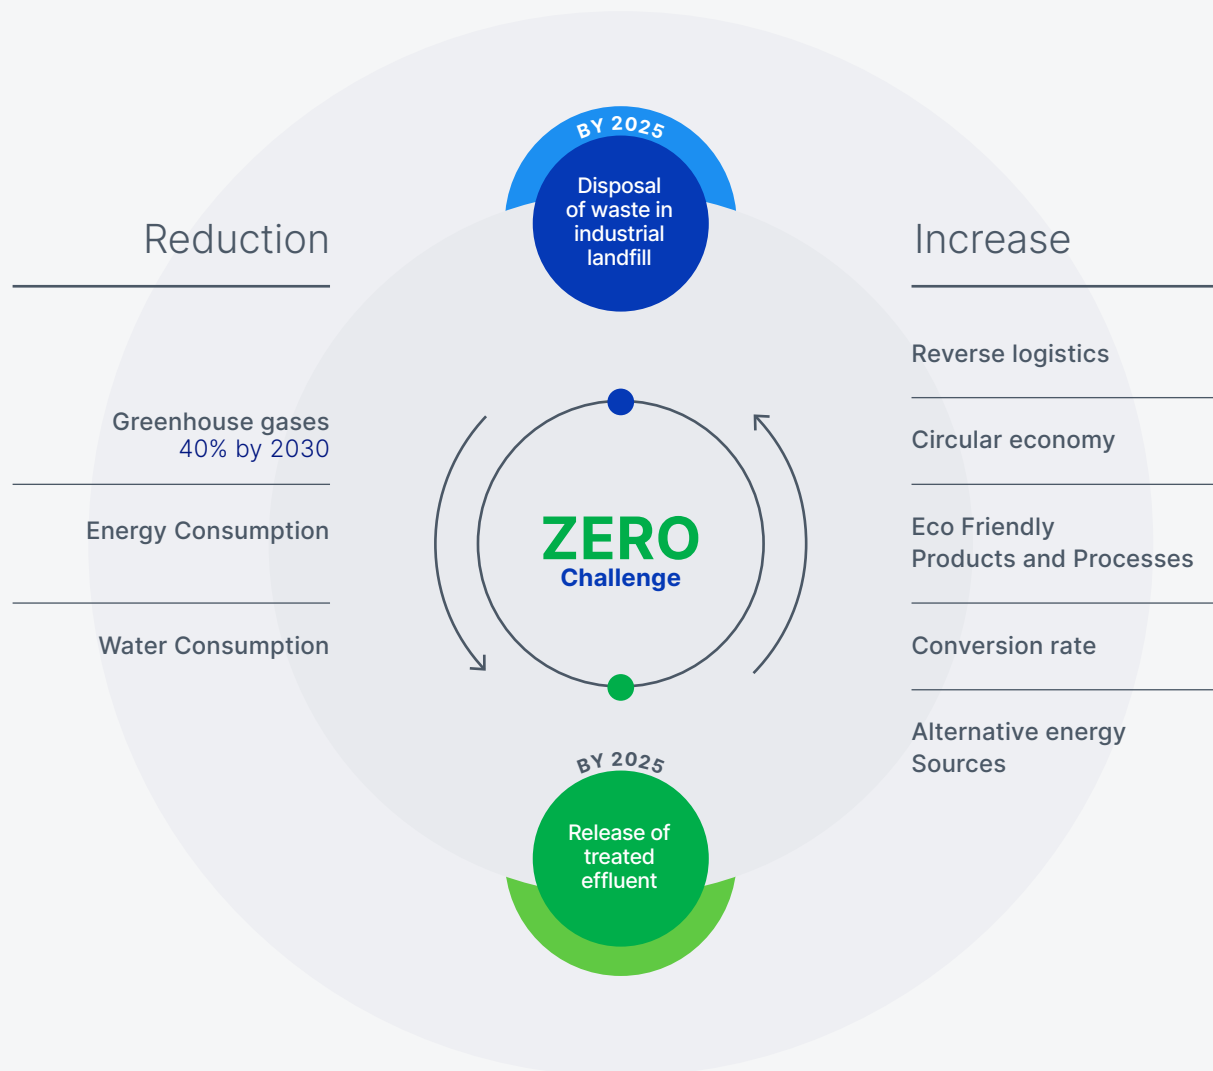 BY 2025
Disposal
of waste in
industrial
landfill
Reduction
Greenhouse gases
40% by 2030
Energy Consumption
Water Consumption
ZERO
Challenge
Increase
Reverse logistics
Circular economy
Eco Friendly
Products and Processes
Conversion rate
Alternative energy
Sources
BY 2025
Release of
treated
effluent